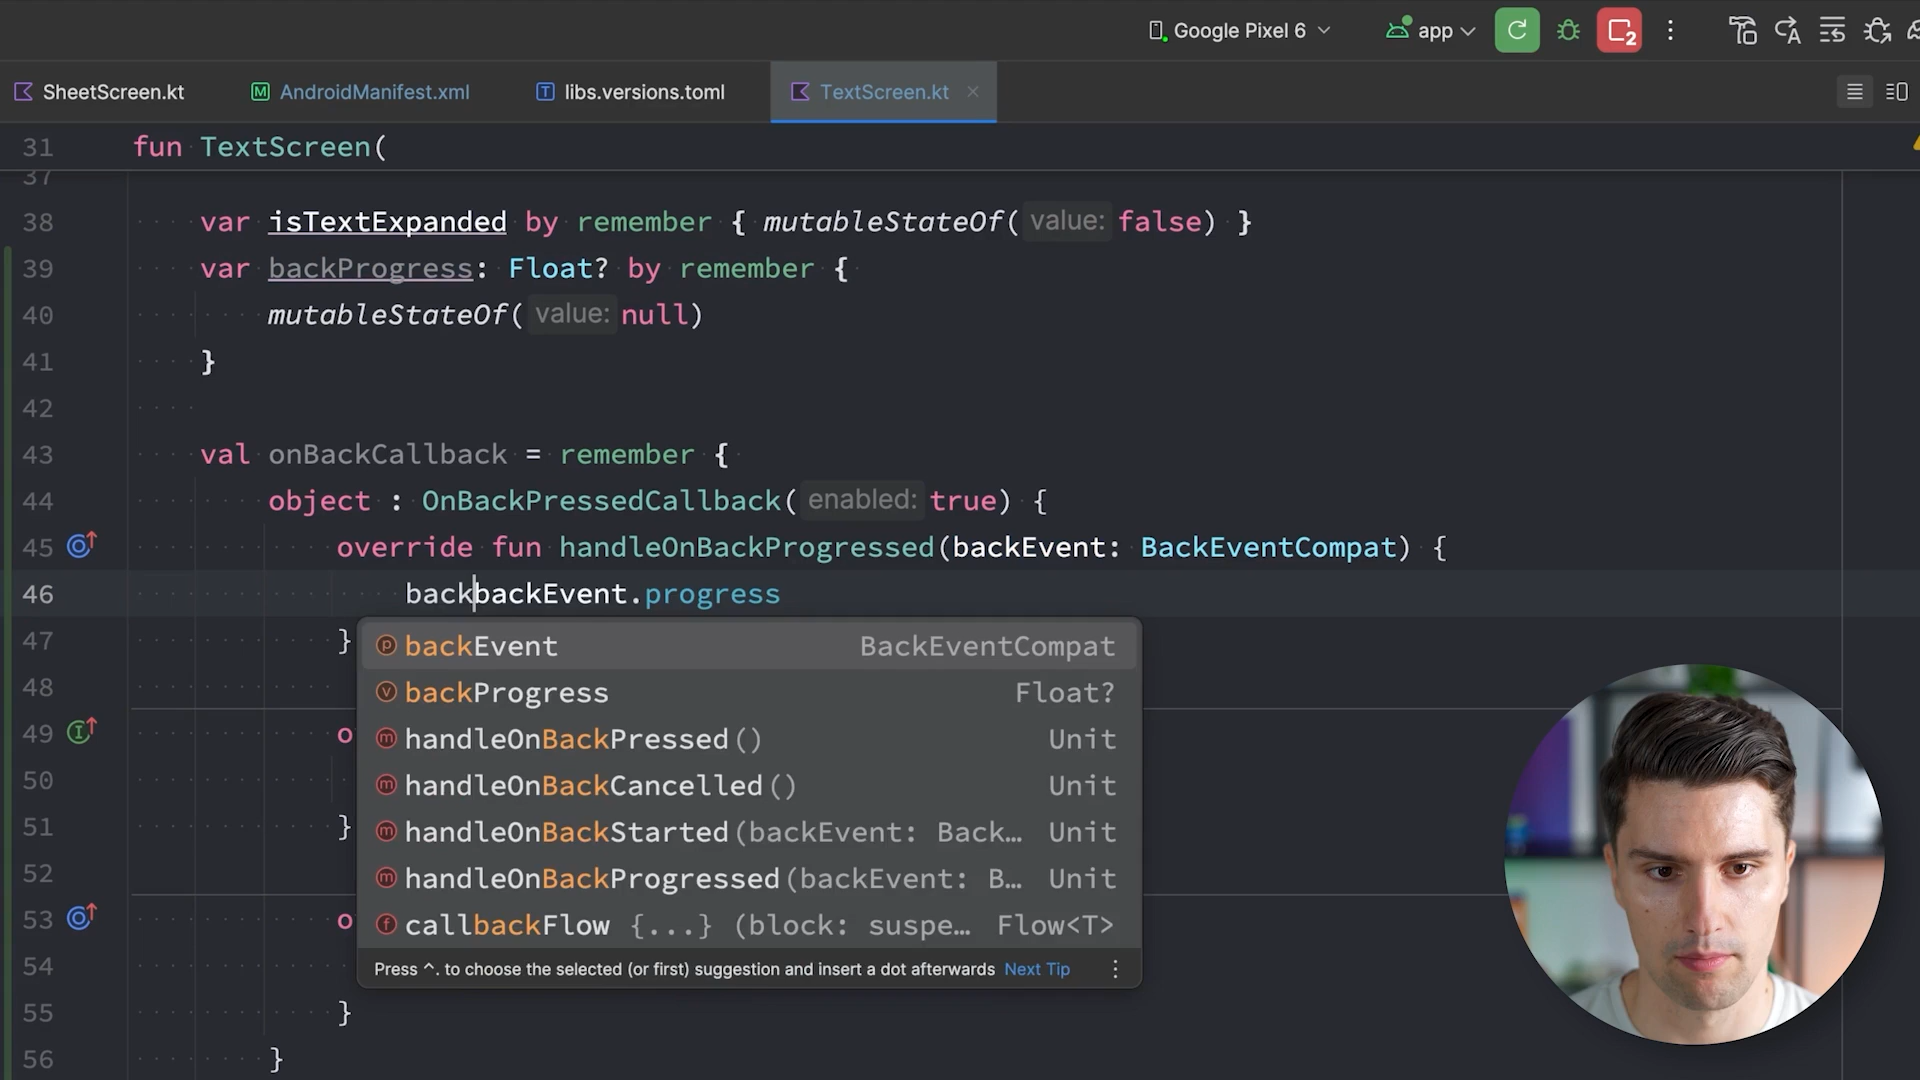 Google Pixel 6
app
2
SheetScreen.kt
AndroidManifest.xml
libs.versions.toml
TextScreen.kt
31 fun TextScreen(
37
38 var isTextExpanded by remember { mutableStateOf( value: false) }
39 var backProgress: Float? by remember {
40 mutableStateOf( value: null)
41 }
42
43 val onBackCallback = remember {
44 object : OnBackPressedCallback( enabled: true) {
45 override fun handleOnBackProgressed(backEvent: BackEventCompat) {
46 backbackEvent.progress
47 }
48
49 o
50
51 }
52
53 o
54
55 }
56 }
backEvent BackEventCompat
backProgress Float?
handleOnBackPressed() Unit
handleOnBackCancelled() Unit
handleOnBackStarted(backEvent: Back… Unit
handleOnBackProgressed(backEvent: B… Unit
callbackFlow {...} (block: suspe… Flow<T>
Press ^. to choose the selected (or first) suggestion and insert a dot afterwards Next Tip